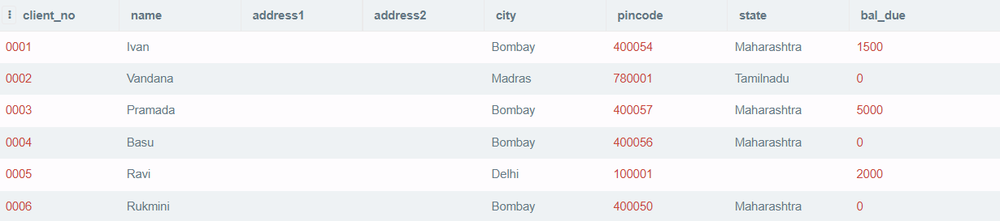 client_no name address1 address2 city pincode state bal_due
0001 Ivan Bombay 400054 Maharashtra 1500
0002 Vandana Madras 780001 Tamilnadu 0
0003 Pramada Bombay 400057 Maharashtra 5000
0004 Basu Bombay 400056 Maharashtra 0
0005 Ravi Delhi 100001 2000
0006 Rukmini Bombay 400050 Maharashtra 0